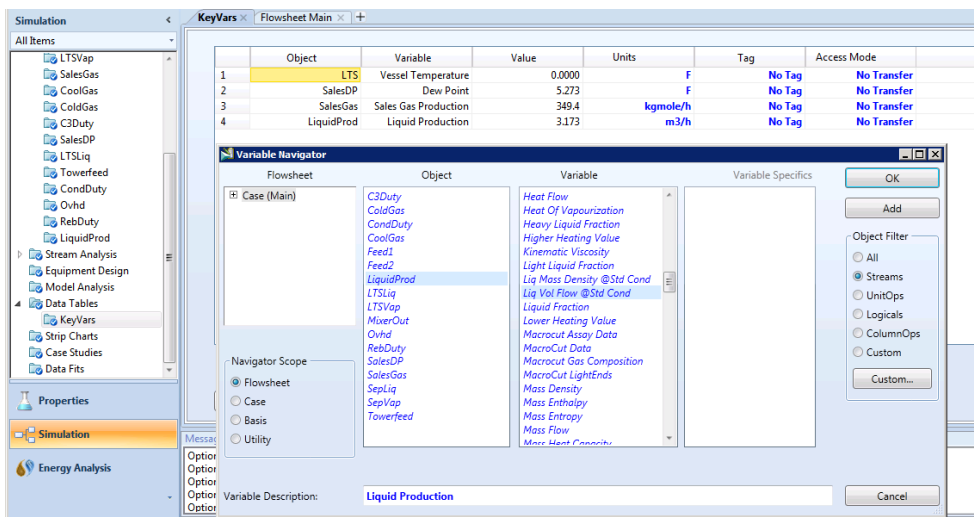 Simulation
KeyVars
Flowsheet Main
All Items
LTSVap
SalesGas
CoolGas
ColdGas
C3Duty
SalesDP
LTSLiq
Towerfeed
CondDuty
Ovhd
RebDuty
LiquidProd
Stream Analysis
Equipment Design
Model Analysis
Data Tables
KeyVars
Strip Charts
Case Studies
Data Fits
Properties
Simulation
Energy Analysis
Object Variable Value Units Tag Access Mode
1 LTS Vessel Temperature 0.0000 F No Tag No Transfer
2 SalesDP Dew Point 5.273 F No Tag No Transfer
3 SalesGas Sales Gas Production 349.4 kgmole/h No Tag No Transfer
4 LiquidProd Liquid Production 3.173 m3/h No Tag No Transfer
Variable Navigator
Flowsheet
Case (Main)
Navigator Scope
Flowsheet
Case
Basis
Utility
Object
C3Duty
ColdGas
CondDuty
CoolGas
Feed1
Feed2
LiquidProd
LTSLiq
LTSVap
MixerOut
Ovhd
RebDuty
SalesDP
SalesGas
SepLiq
SepVap
Towerfeed
Variable
Heat Flow
Heat Of Vapourization
Heavy Liquid Fraction
Higher Heating Value
Kinematic Viscosity
Light Liquid Fraction
Liq Mass Density @Std Cond
Liq Vol Flow @Std Cond
Liquid Fraction
Lower Heating Value
Macrocut Assay Data
MacroCut Data
Macrocut Gas Composition
MacroCut LightEnds
Mass Density
Mass Enthalpy
Mass Entropy
Mass Flow
Mass Heat Capacity
Variable Specifics
OK
Add
Object Filter
All
Streams
UnitOps
Logicals
ColumnOps
Custom
Custom...
Variable Description: Liquid Production
Cancel
Messag
Option
Option
Option
Option
Option